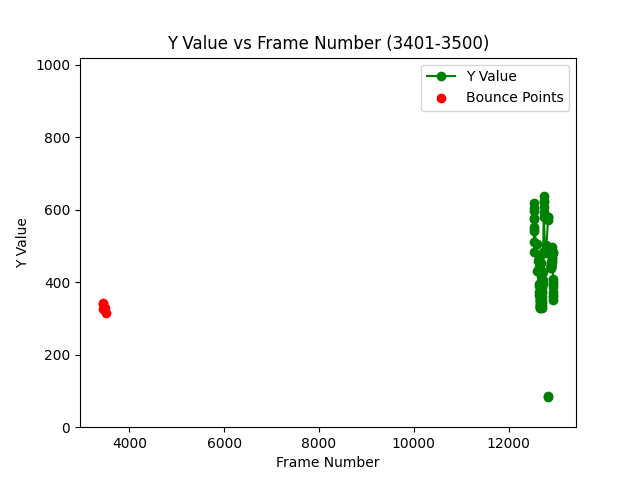 Y Value vs Frame Number (3401-3500)
1000
800
600
400
200
0
Y Value
Y Value
Bounce Points
4000
6000
8000
10000
12000
Frame Number